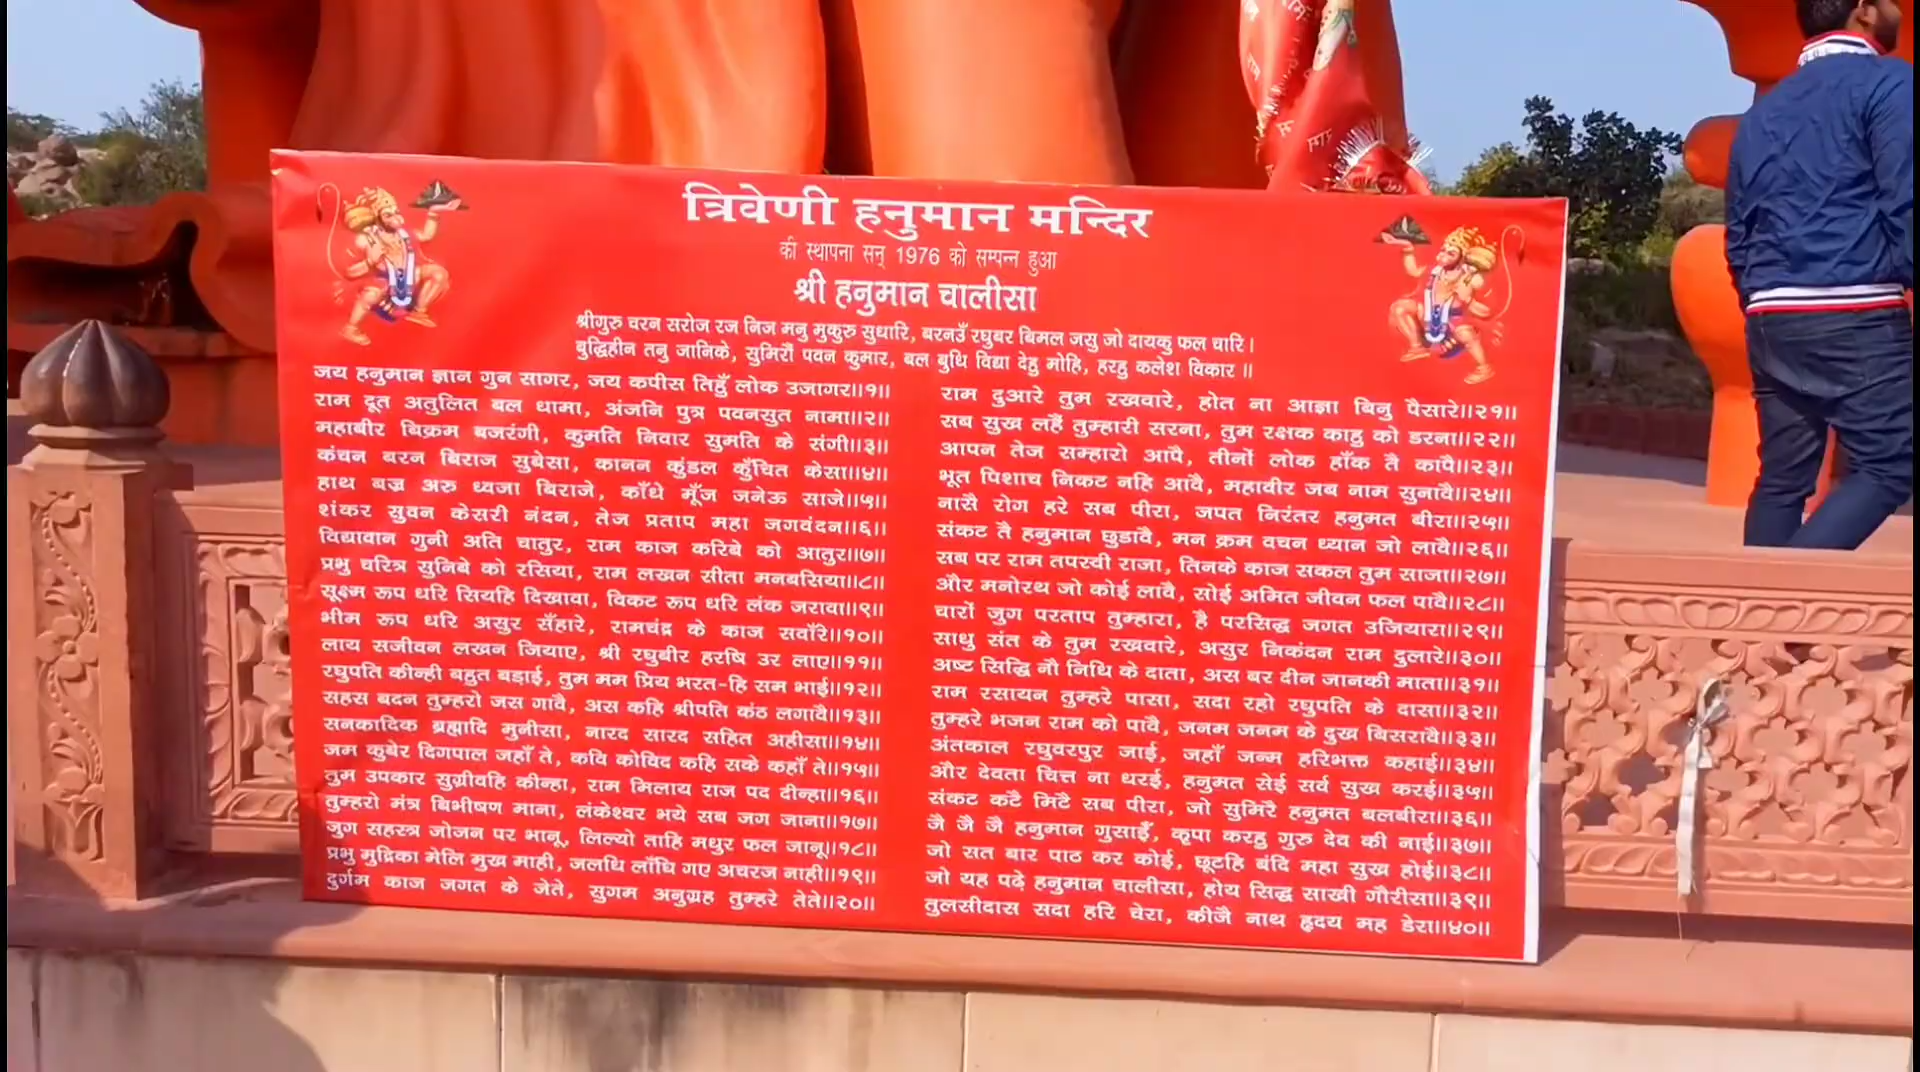 त्रिवेणी हनुमान मन्दिर
की स्थापना सन् 1976 को सम्पन्न हुआ
श्री हनुमान चालीसा
श्रीगुरु चरन सरोज रज निज मनु मुकुरु सुधारि, बरनउँ रघुबर बिमल जसु जो दायकु फल चारि।
बुद्धिहीन तनु जानिके, सुमिरौं पवन कुमार, बल बुधि विद्या देहु मोहि, हरहु कलेश विकार॥
जय हनुमान ज्ञान गुन सागर, जय कपीस तिहुँ लोक उजागर॥१॥
राम दूत अतुलित बल धामा, अंजनि पुत्र पवनसुत नामा॥२॥
महाबीर बिक्रम बजरंगी, कुमति निवार सुमति के संगी॥३॥
कंचन बरन बिराज सुबेसा, कानन कुंडल कुँचित केसा॥४॥
हाथ बज्र अरु ध्वजा बिराजे, काँधे मूँज जनेऊ साजे॥५॥
शंकर सुवन केसरी नंदन, तेज प्रताप महा जगवंदन॥६॥
विद्यावान गुनी अति चातुर, राम काज करिबे को आतुर॥७॥
प्रभु चरित्र सुनिबे को रसिया, राम लखन सीता मनबसिया॥८॥
सूक्ष्म रूप धरि सियहि दिखावा, विकट रूप धरि लंक जरावा॥९॥
भीम रूप धरि असुर सँहारे, रामचंद्र के काज सवाँरे॥१०॥
लाय सजीवन लखन जियाए, श्री रघुबीर हरषि उर लाए॥११॥
रघुपति कीन्ही बहुत बड़ाई, तुम मम प्रिय भरत-हि सम भाई॥१२॥
सहस बदन तुम्हरो जस गावै, अस कहि श्रीपति कंठ लगावै॥१३॥
सनकादिक ब्रह्मादि मुनीसा, नारद सारद सहित अहीसा॥१४॥
जम कुबेर दिगपाल जहाँ ते, कवि कोविद कहि सके कहाँ ते॥१५॥
तुम उपकार सुग्रीवहि कीन्हा, राम मिलाय राज पद दीन्हा॥१६॥
तुम्हरो मंत्र बिभीषण माना, लंकेश्वर भये सब जग जाना॥१७॥
जुग सहस्त्र जोजन पर भानू, लिल्यो ताहि मधुर फल जानू॥१८॥
प्रभु मुद्रिका मेलि मुख माही, जलधि लाँघि गए अचरज नाही॥१९॥
दुर्गम काज जगत के जेते, सुगम अनुग्रह तुम्हरे तेते॥२०॥
राम दुआरे तुम रखवारे, होत ना आज्ञा बिनु पैसारे॥२१॥
सब सुख लहैं तुम्हारी सरना, तुम रक्षक काहु को डरना॥२२॥
आपन तेज सम्हारो आपै, तीनों लोक हाँक तै कापै॥२३॥
भूत पिशाच निकट नहि आवै, महावीर जब नाम सुनावै॥२४॥
नासै रोग हरे सब पीरा, जपत निरंतर हनुमत बीरा॥२५॥
संकट तै हनुमान छुडावै, मन क्रम वचन ध्यान जो लावै॥२६॥
सब पर राम तपस्वी राजा, तिनके काज सकल तुम साजा॥२७॥
और मनोरथ जो कोई लावै, सोई अमित जीवन फल पावै॥२८॥
चारों जुग परताप तुम्हारा, है परसिद्ध जगत उजियारा॥२९॥
साधु संत के तुम रखवारे, असुर निकंदन राम दुलारे॥३०॥
अष्ट सिद्धि नौ निधि के दाता, अस बर दीन जानकी माता॥३१॥
राम रसायन तुम्हरे पासा, सदा रहो रघुपति के दासा॥३२॥
तुम्हरे भजन राम को पावै, जनम जनम के दुख बिसरावै॥३३॥
अंतकाल रघुवरपुर जाई, जहाँ जन्म हरिभक्त कहाई॥३४॥
और देवता चित्त ना धरई, हनुमत सेई सर्व सुख करई॥३५॥
संकट कटै मिटै सब पीरा, जो सुमिरै हनुमत बलबीरा॥३६॥
जै जै जै हनुमान गुसाइँ, कृपा करहु गुरु देव की नाई॥३७॥
जो सत बार पाठ कर कोई, छूटहि बंदि महा सुख होई॥३८॥
जो यह पढ़े हनुमान चालीसा, होय सिद्ध साखी गौरीसा॥३९॥
तुलसीदास सदा हरि चेरा, कीजै नाथ हृदय मह डेरा॥४०॥